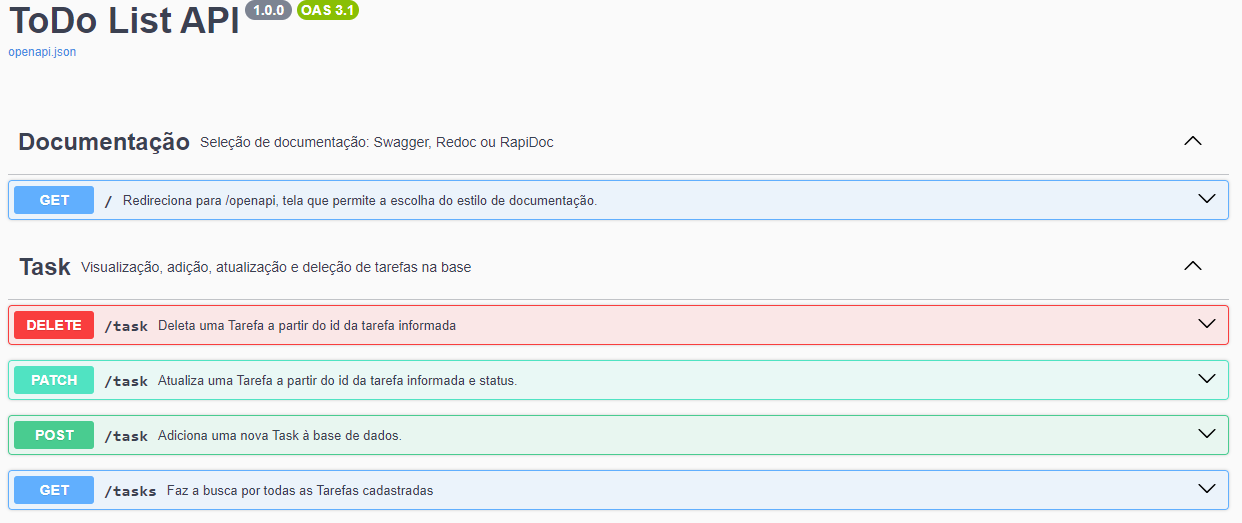 ToDo List API 1.0.0 OAS 3.1
openapi.json
Documentação Seleção de documentação: Swagger, Redoc ou RapiDoc
GET / Redireciona para /openapi, tela que permite a escolha do estilo de documentação.
Task Visualização, adição, atualização e deleção de tarefas na base
DELETE /task Deleta uma Tarefa a partir do id da tarefa informada
PATCH /task Atualiza uma Tarefa a partir do id da tarefa informada e status.
POST /task Adiciona uma nova Task à base de dados.
GET /tasks Faz a busca por todas as Tarefas cadastradas